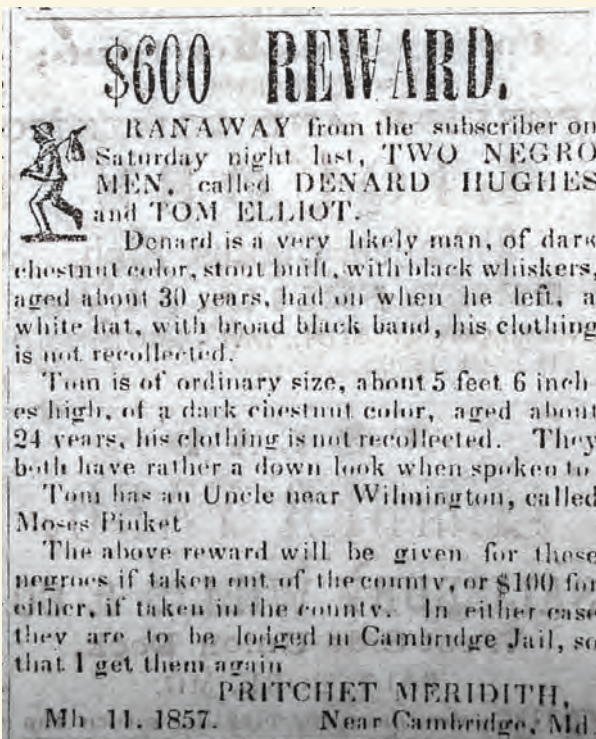 $600 REWARD.
RANAWAY from the subscriber on
Saturday night last, TWO NEGRO
MEN, called DENARD HUGHES
and TOM ELLIOT.
Denard is a very likely man, of dark
chestnut color, stout built, with black whiskers,
aged about 30 years, had on when he left, a
white hat, with broad black band, his clothing
is not recollected.
Tom is of ordinary size, about 5 feet 6 inch
es high, of a dark chestnut color, aged about
24 years, his clothing is not recollected. They
both have rather a down look when spoken to
Tom has an Uncle near Wilmington, called
Moses Pinket
The above reward will be given for these
negroes if taken out of the county, or $100 for
either, if taken in the county. In either case
they are to be lodged in Cambridge Jail, so
that I get them again
PRITCHET MERIDITH,
Mh 11. 1857. Near Cambridge, Md